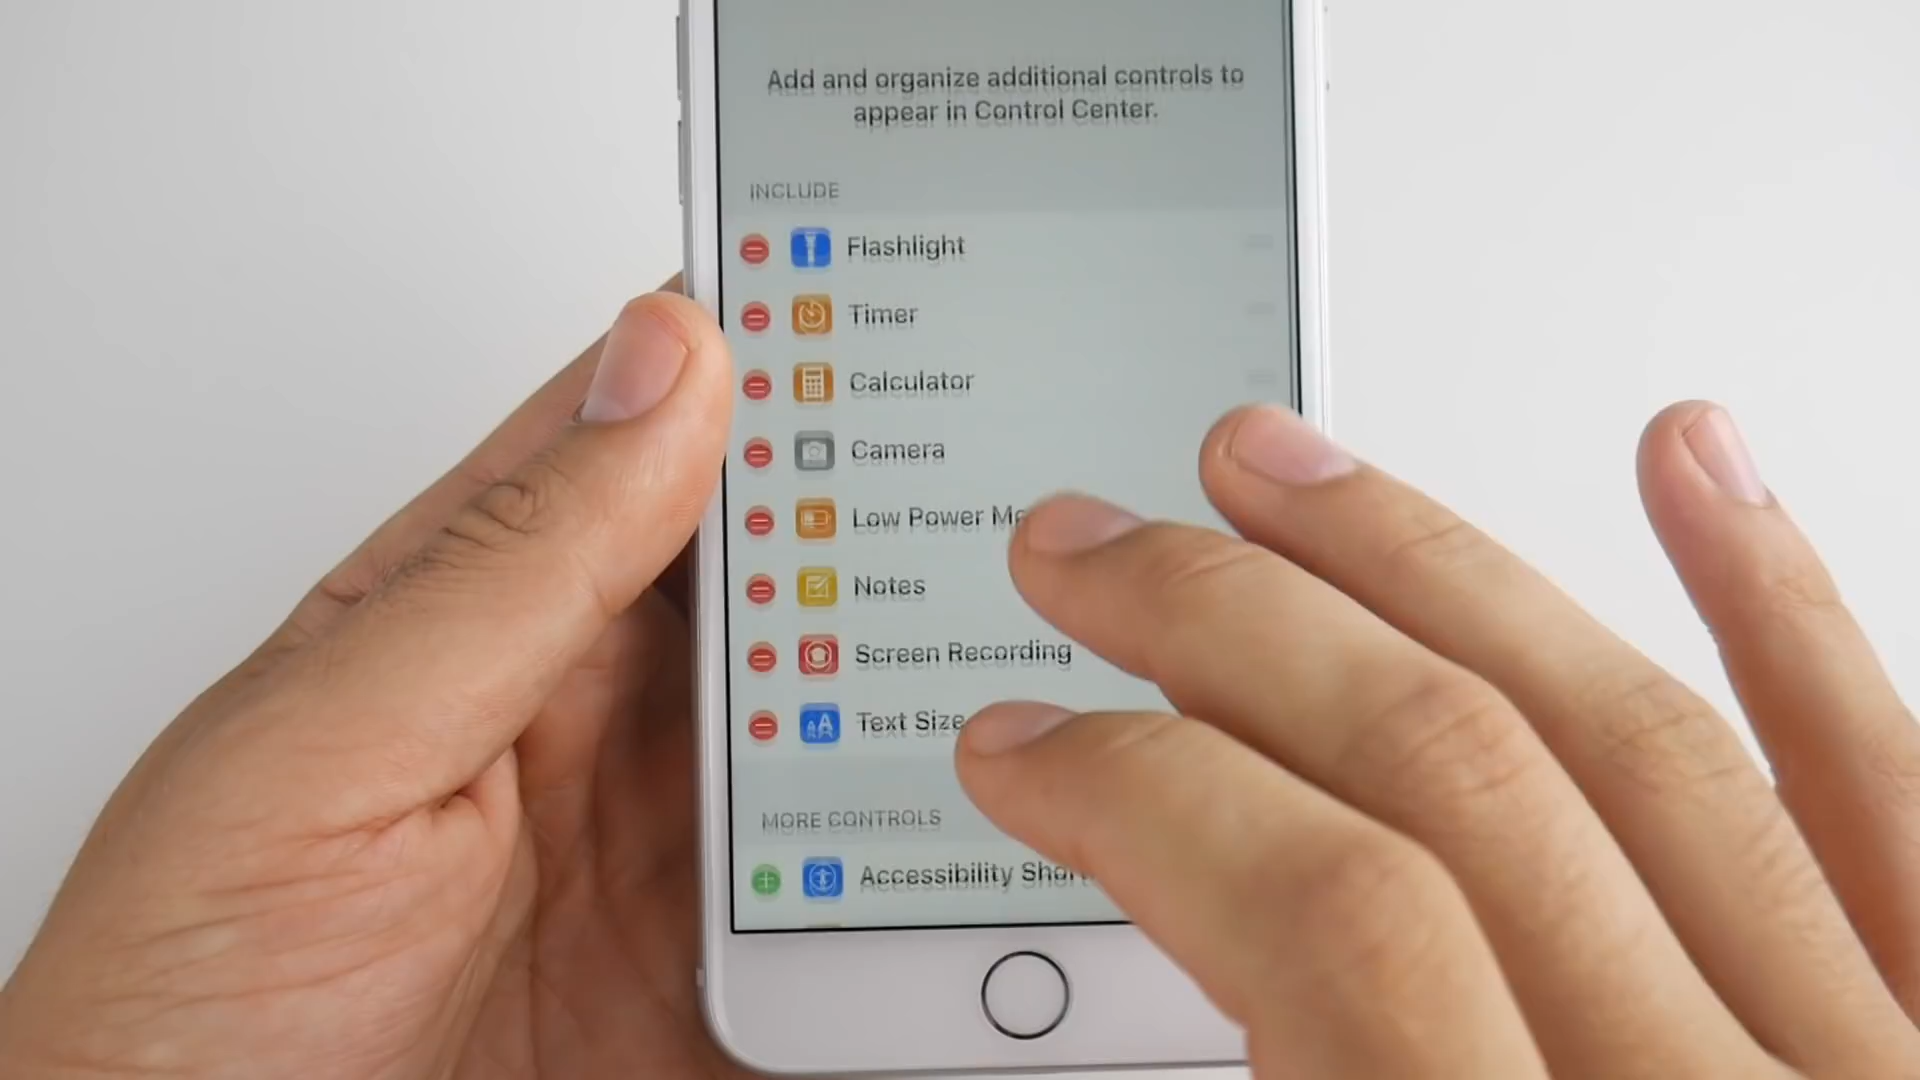 Add and organize additional controls to
appear in Control Center.
INCLUDE
Flashlight
Timer
Calculator
Camera
Low Power
Notes
Screen Recording
Text Size
MORE CONTROLS
Accessibility